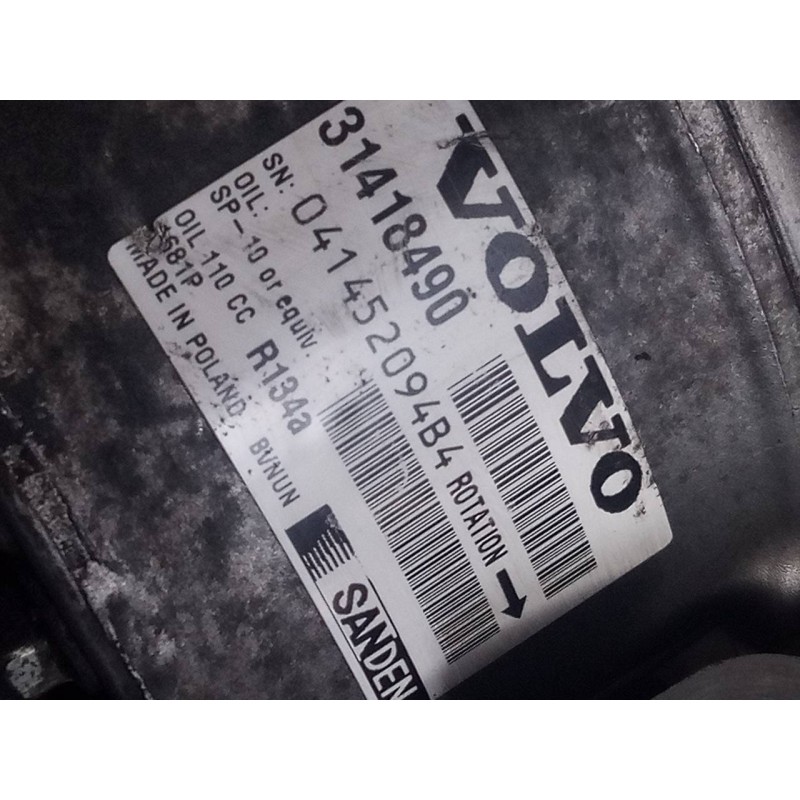 VOLVO
31418490
SN: 041452094B4
OIL:
SP-10 or equiv.
OIL 110 CC R134a
1681P
MADE IN POLAND BVNUN
ROTATION
SANDEN